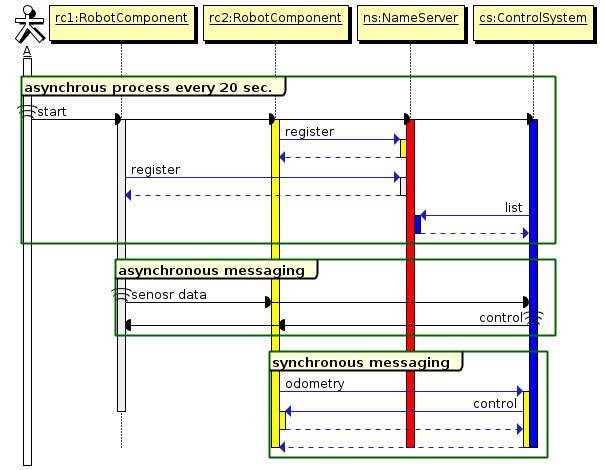 rc1:RobotComponent
rc2:RobotComponent
ns:NameServer
cs:ControlSystem
A
asynchrous process every 20 sec.
start
register
register
list
asynchronous messaging
senosr data
control
synchronous messaging
odometry
control